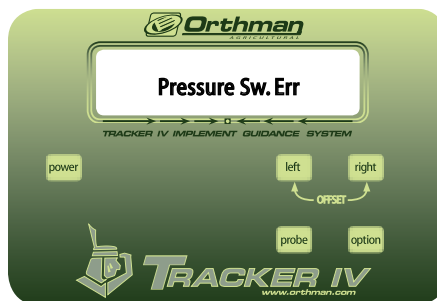 Orthman
AGRICULTURAL
Pressure Sw. Err
TRACKER IV IMPLEMENT GUIDANCE SYSTEM
power
left
right
OFFSET
probe
option
TRACKER IV
www.orthman.com